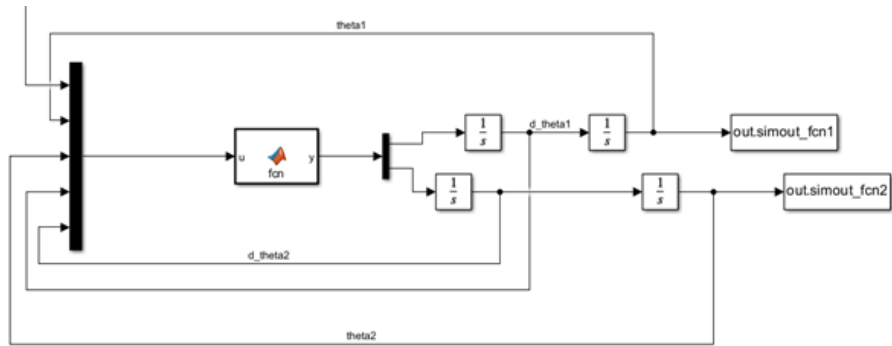 theta1
1
s
d_theta1
1
s
out.simout_fcn1
u
y
fcn
1
s
1
s
out.simout_fcn2
d_theta2
theta2